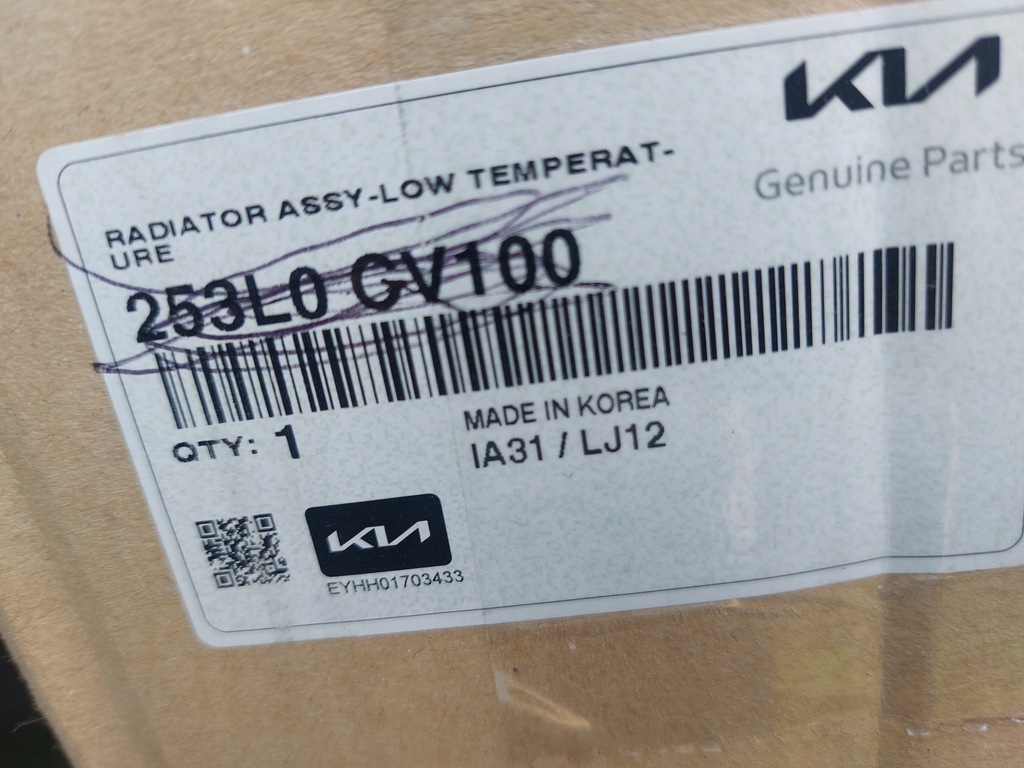 KIA
Genuine Parts
RADIATOR ASSY-LOW TEMPERAT-
URE
253L0 CV100
QTY: 1
MADE IN KOREA
IA31 / LJ12
KIA
EYHH01703433